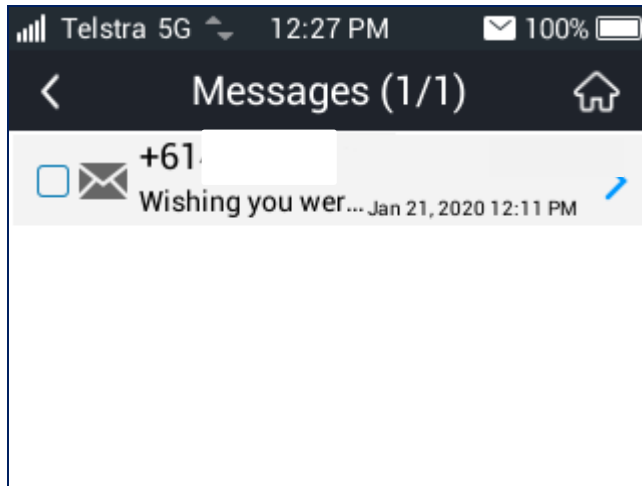 Telstra 5G 12:27 PM 100%
Messages (1/1)
+61
Wishing you wer... Jan 21, 2020 12:11 PM